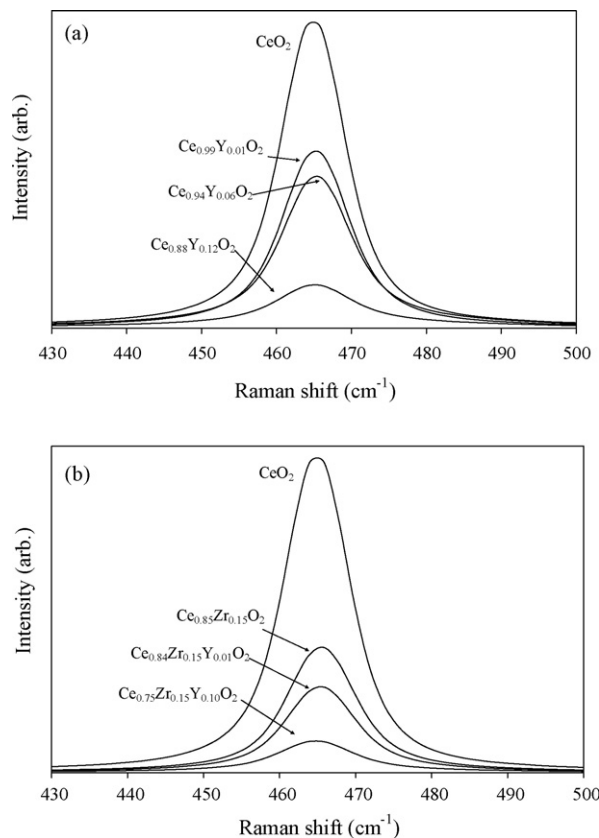 (a)
CeO₂
Ce₀.₉₉Y₀.₀₁O₂
Ce₀.₉₄Y₀.₀₆O₂
Ce₀.₈₈Y₀.₁₂O₂
Intensity (arb.)
430 440 450 460 470 480 490 500
Raman shift (cm⁻¹)
(b)
CeO₂
Ce₀.₈₅Zr₀.₁₅O₂
Ce₀.₈₄Zr₀.₁₅Y₀.₀₁O₂
Ce₀.₇₅Zr₀.₁₅Y₀.₁₀O₂
Intensity (arb.)
430 440 450 460 470 480 490 500
Raman shift (cm⁻¹)